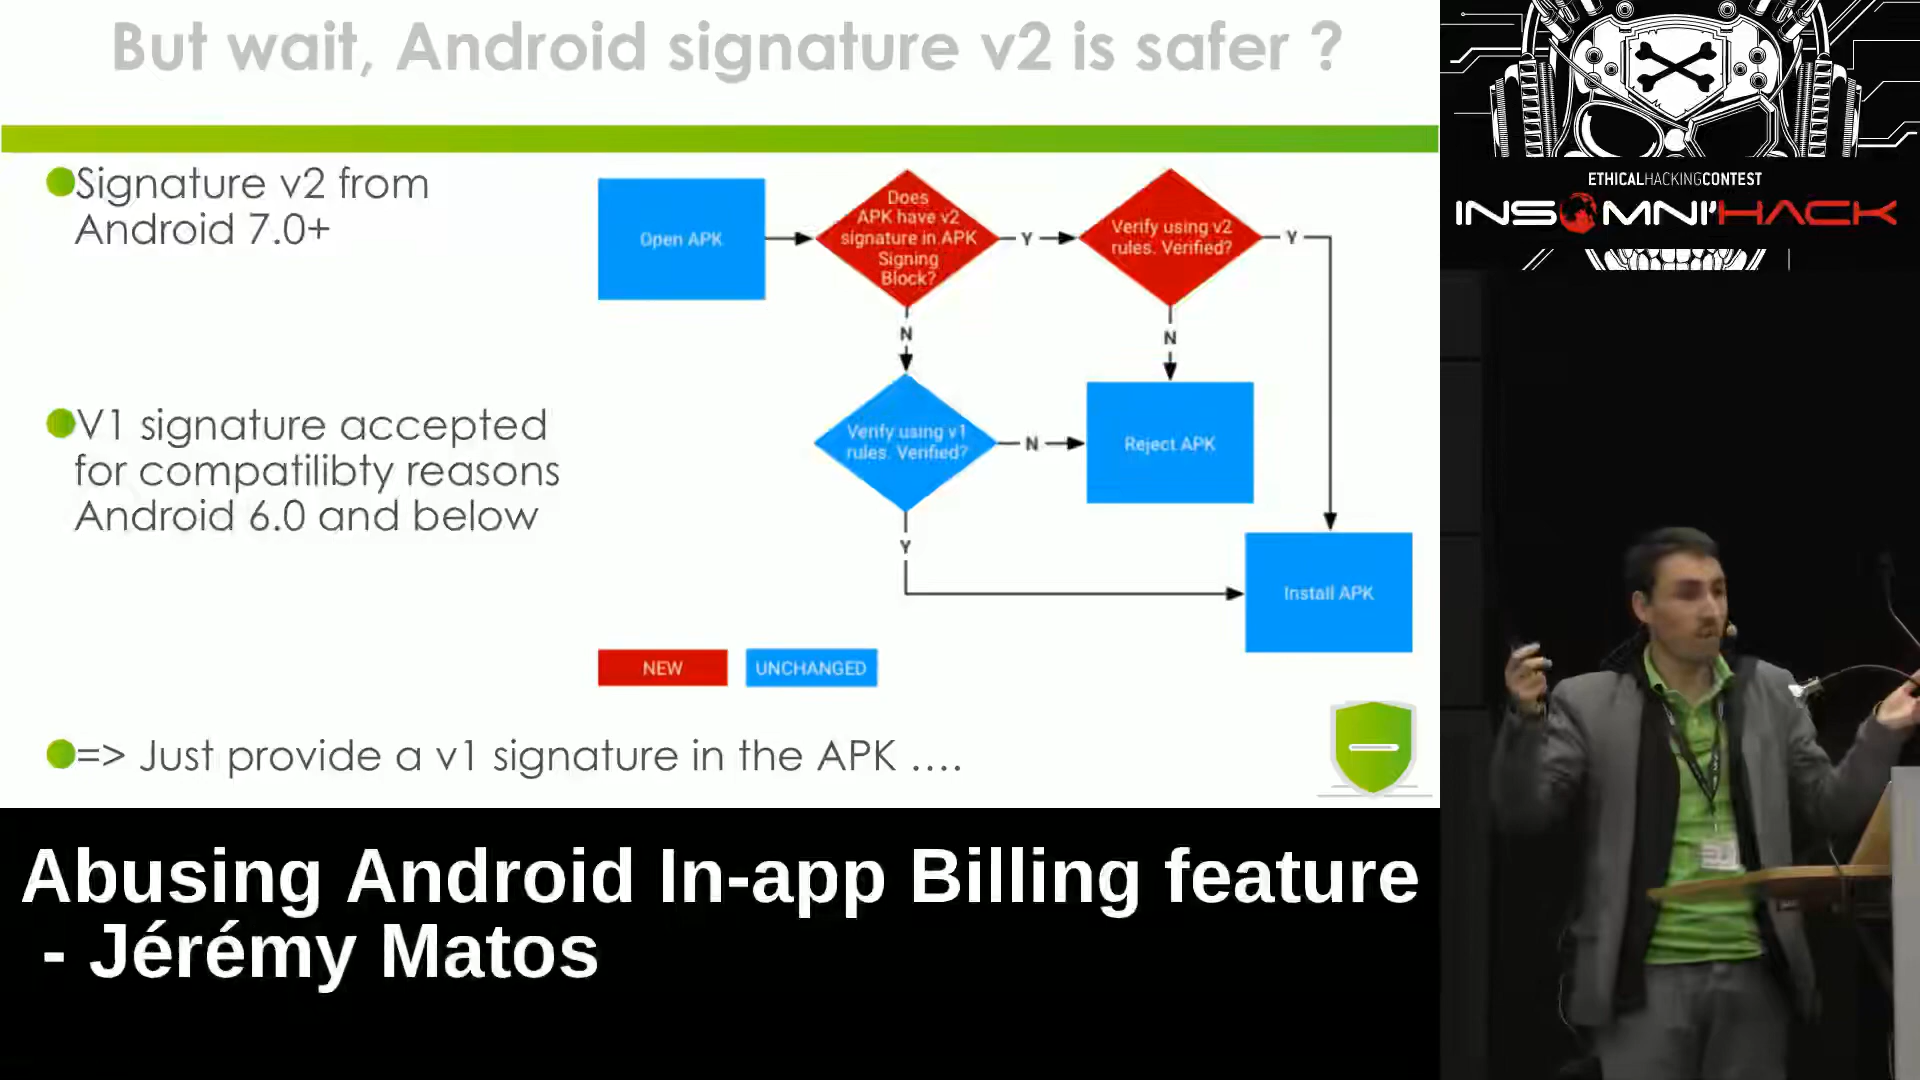 But wait, Android signature v2 is safer ?
Signature v2 from
Android 7.0+
V1 signature accepted
for compatilibty reasons
Android 6.0 and below
=> Just provide a v1 signature in the APK ....
Open APK
Does
APK have v2
signature in APK
Signing
Block?
Y
Verify using v2
rules. Verified?
Y
N
N
Verify using v1
rules. Verified?
N
Reject APK
Y
Install APK
NEW
UNCHANGED
ETHICALHACKINGCONTEST
INSOMNI'HACK
Abusing Android In-app Billing feature
- Jérémy Matos